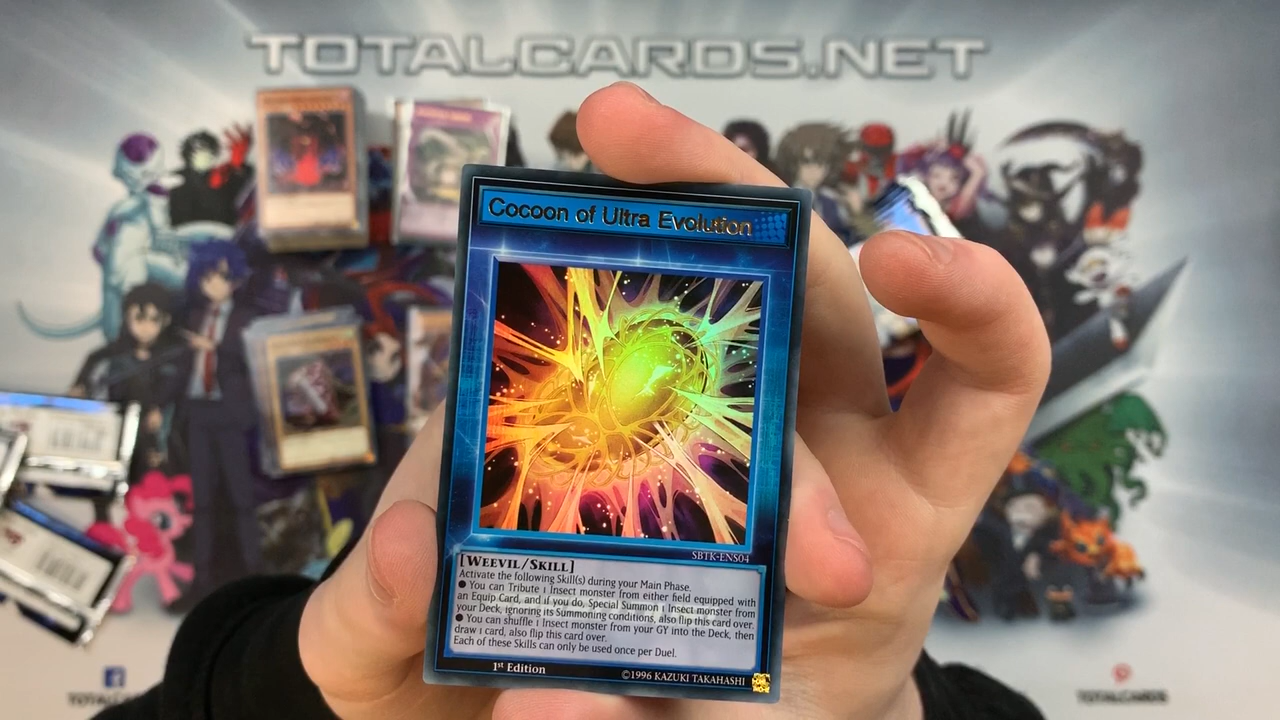 TOTALCARDS.NET
Cocoon of Ultra Evolution
SBTK-ENS04
[WEEVIL/SKILL]
Activate the following Skill(s) during your Main Phase.
● You can Tribute 1 Insect monster from either field equipped with
an Equip Card, and if you do, Special Summon 1 Insect monster from
your Deck, ignoring its Summoning conditions, also flip this card over.
● You can shuffle 1 Insect monster from your GY into the Deck, then
draw 1 card, also flip this card over.
Each of these Skills can only be used once per Duel.
1st Edition
©1996 KAZUKI TAKAHASHI
TOTALCARDS